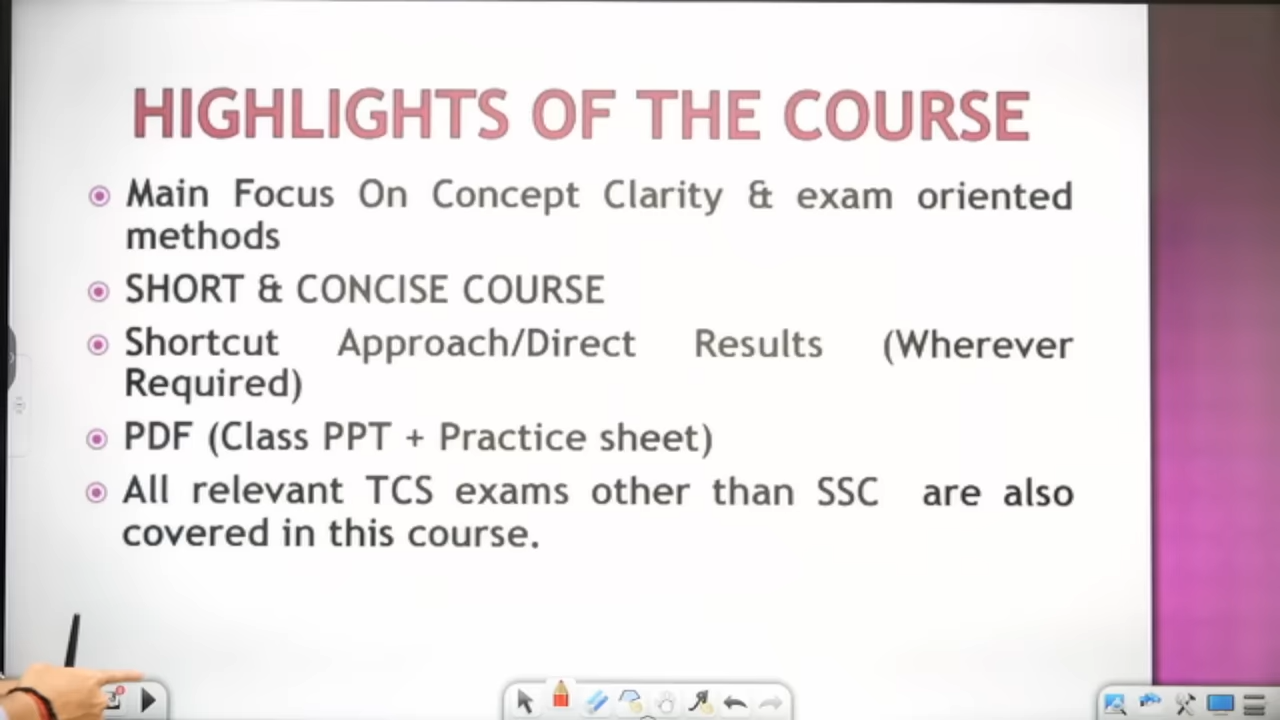 HIGHLIGHTS OF THE COURSE
Main Focus On Concept Clarity & exam oriented
methods
SHORT & CONCISE COURSE
Shortcut Approach/Direct Results (Wherever
Required)
PDF (Class PPT + Practice sheet)
All relevant TCS exams other than SSC are also
covered in this course.